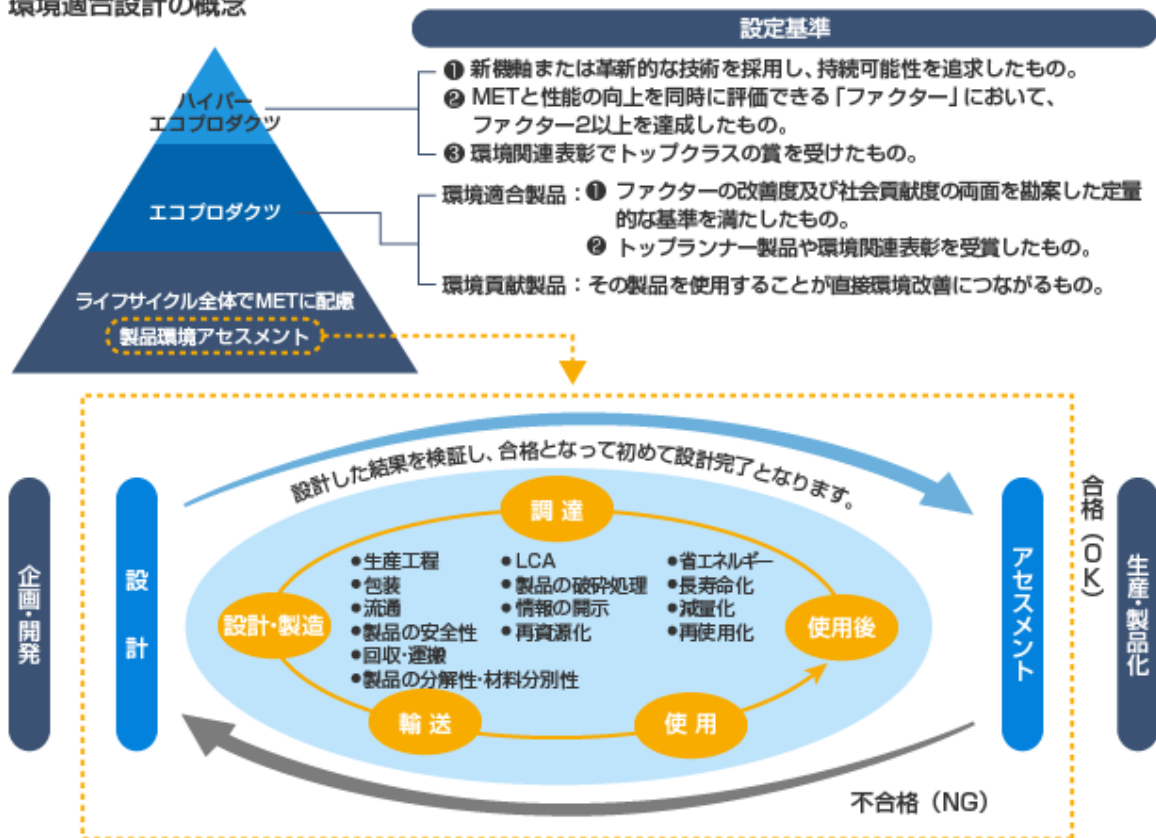 環境適合設計の概念
設定基準
ハイパー
エコプロダクツ
❶ 新機軸または革新的な技術を採用し、持続可能性を追求したもの。
❷ METと性能の向上を同時に評価できる「ファクター」において、
ファクター2以上を達成したもの。
❸ 環境関連表彰でトップクラスの賞を受けたもの。
エコプロダクツ
環境適合製品：❶ ファクターの改善度及び社会貢献度の両面を勘案した定量
的な基準を満たしたもの。
❷ トップランナー製品や環境関連表彰を受賞したもの。
環境貢献製品：その製品を使用することが直接環境改善につながるもの。
ライフサイクル全体でMETに配慮
製品環境アセスメント
企画・開発
設計
設計した結果を検証し、合格となって初めて設計完了となります。
調達
設計・製造
●生産工程
●包装
●流通
●製品の安全性
●回収・運搬
●製品の分解性・材料分別性
●LCA
●製品の破砕処理
●情報の開示
●再資源化
●省エネルギー
●長寿命化
●減量化
●再使用化
使用後
輸送
使用
アセスメント
合格（OK）
生産・製品化
不合格（NG）